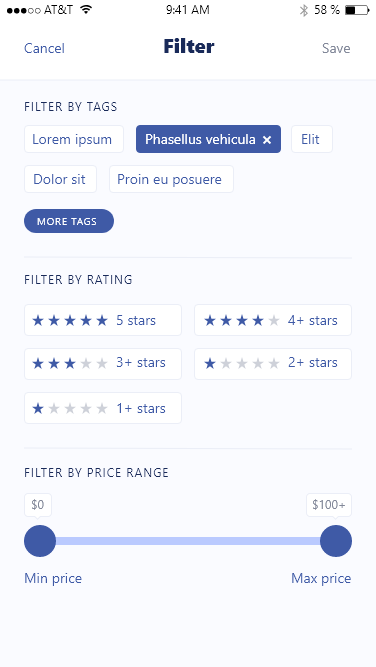 AT&T 9:41 AM 58 %
Cancel Filter Save
FILTER BY TAGS
Lorem ipsum Phasellus vehicula × Elit
Dolor sit Proin eu posuere
MORE TAGS
FILTER BY RATING
5 stars 4+ stars
3+ stars 2+ stars
1+ stars
FILTER BY PRICE RANGE
$0 $100+
Min price Max price